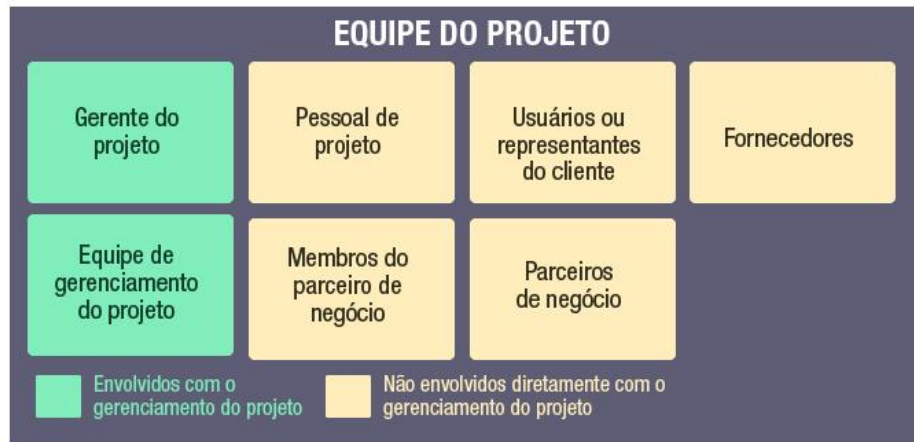 EQUIPE DO PROJETO
Gerente do
projeto
Pessoal de
projeto
Usuários ou
representantes
do cliente
Fornecedores
Equipe de
gerenciamento
do projeto
Membros do
parceiro de
negócio
Parceiros
de negócio
Envolvidos com o
gerenciamento do projeto
Não envolvidos diretamente com o
gerenciamento do projeto